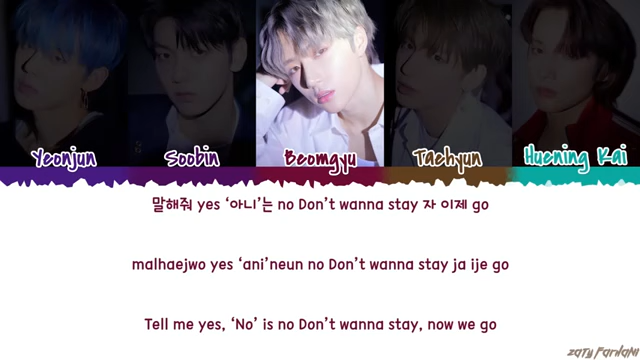 Yeonjun Soobin Beomgyu Taehyun Huening Kai
말해줘 yes ‘아니’는 no Don’t wanna stay 자 이제 go
malhaejwo yes ‘ani’neun no Don’t wanna stay ja ije go
Tell me yes, ‘No’ is no Don’t wanna stay, now we go
ZaTy FarhaNi